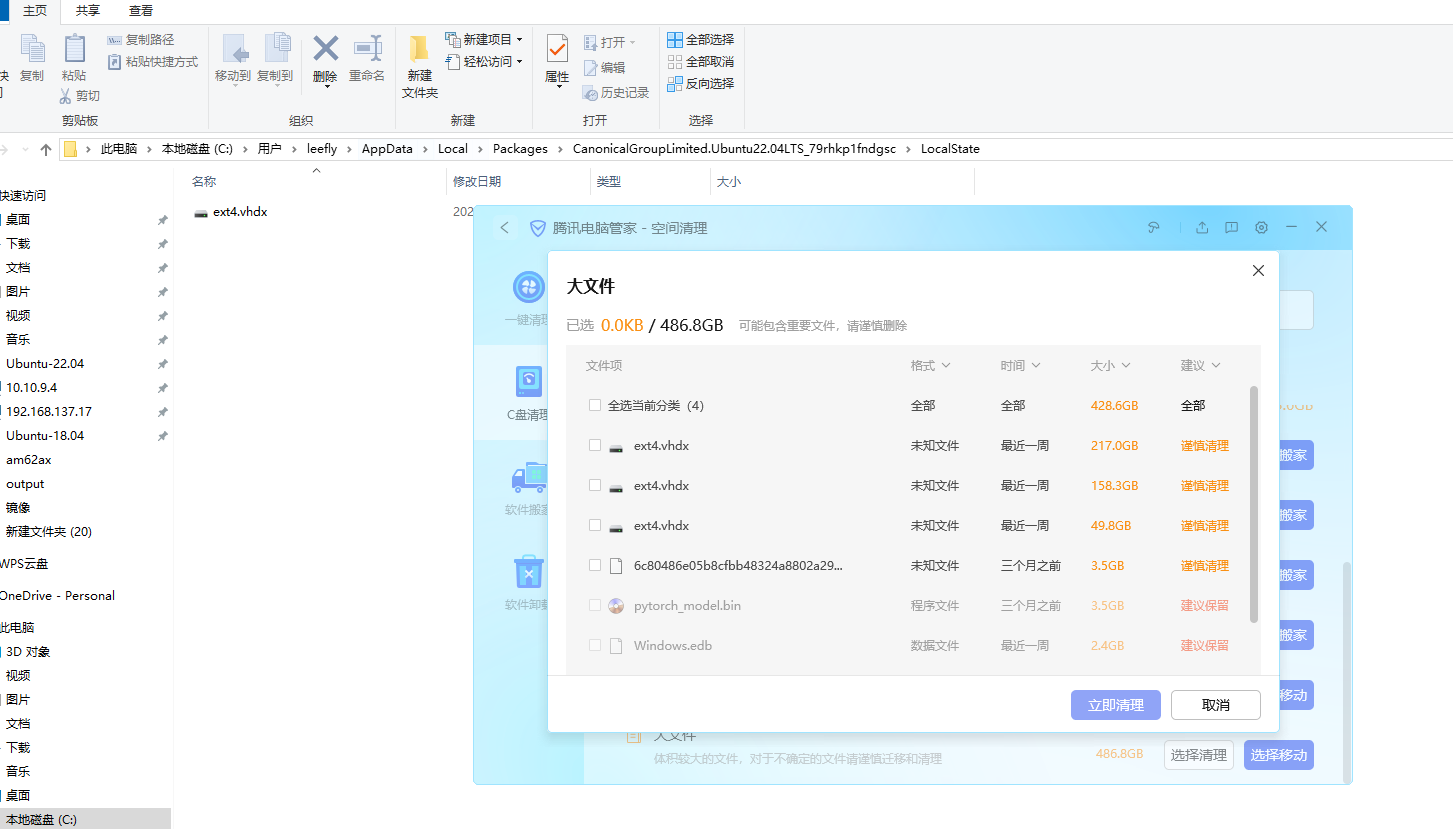 主页 共享 查看
复制 粘贴 复制路径 粘贴快捷方式 剪切
移动到 复制到 删除 重命名
新建文件夹 新建项目 轻松访问
属性 打开 编辑 历史记录
全部选择 全部取消 反向选择
剪贴板 组织 新建 打开 选择
此电脑 本地磁盘 (C:) 用户 leefly AppData Local Packages CanonicalGroupLimited.Ubuntu22.04LTS_79rhkp1fndgsc LocalState
名称 修改日期 类型 大小
ext4.vhdx 202
快速访问
桌面
下载
文档
图片
视频
音乐
Ubuntu-22.04
10.10.9.4
192.168.137.17
Ubuntu-18.04
am62ax
output
镜像
新建文件夹 (20)
WPS云盘
OneDrive - Personal
此电脑
3D 对象
视频
图片
文档
下载
音乐
桌面
本地磁盘 (C:)
腾讯电脑管家 - 空间清理
一键清理
C盘清理
软件搬家
软件卸载
大文件
已选 0.0KB / 486.8GB 可能包含重要文件，请谨慎删除
文件项 格式 时间 大小 建议
全选当前分类（4） 全部 全部 428.6GB 全部
ext4.vhdx 未知文件 最近一周 217.0GB 谨慎清理
ext4.vhdx 未知文件 最近一周 158.3GB 谨慎清理
ext4.vhdx 未知文件 最近一周 49.8GB 谨慎清理
6c80486e05b8cfbb48324a8802a29... 未知文件 三个月之前 3.5GB 谨慎清理
pytorch_model.bin 程序文件 三个月之前 3.5GB 建议保留
Windows.edb 数据文件 最近一周 2.4GB 建议保留
立即清理 取消
搬家
搬家
搬家
搬家
移动
大文件
体积较大的文件，对于不确定的文件请谨慎迁移和清理
486.8GB 选择清理 选择移动